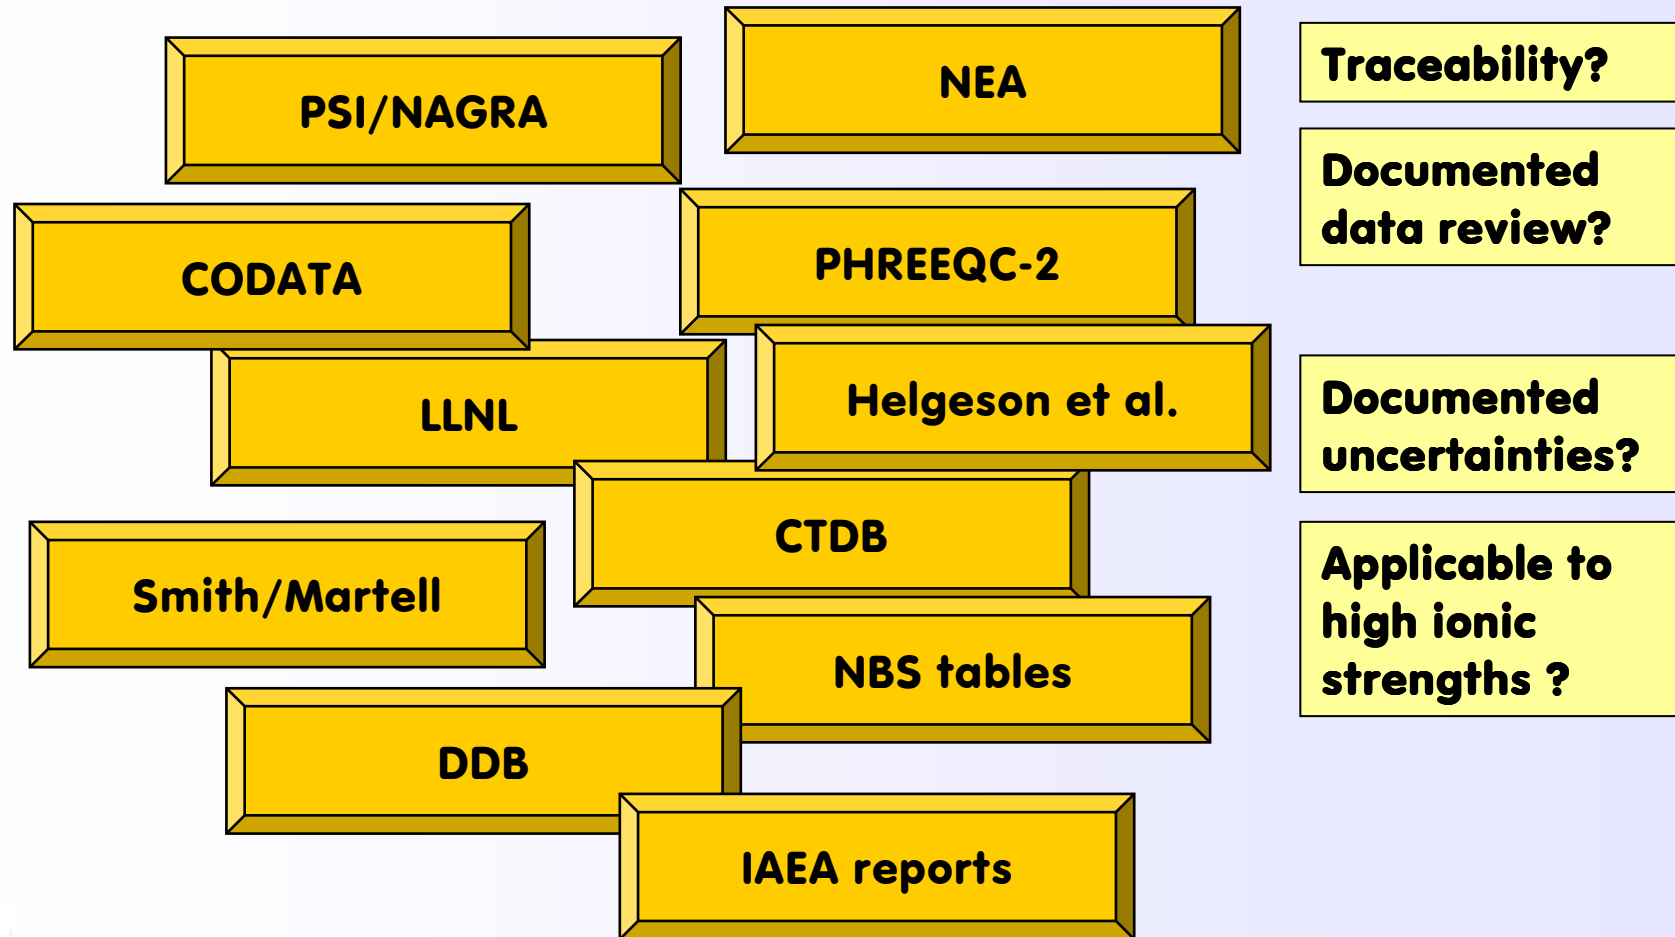 PSI/NAGRA
NEA
CODATA
PHREEQC-2
LLNL
Helgeson et al.
CTDB
Smith/Martell
NBS tables
DDB
IAEA reports
Traceability?
Documented
data review?
Documented
uncertainties?
Applicable to
high ionic
strengths ?